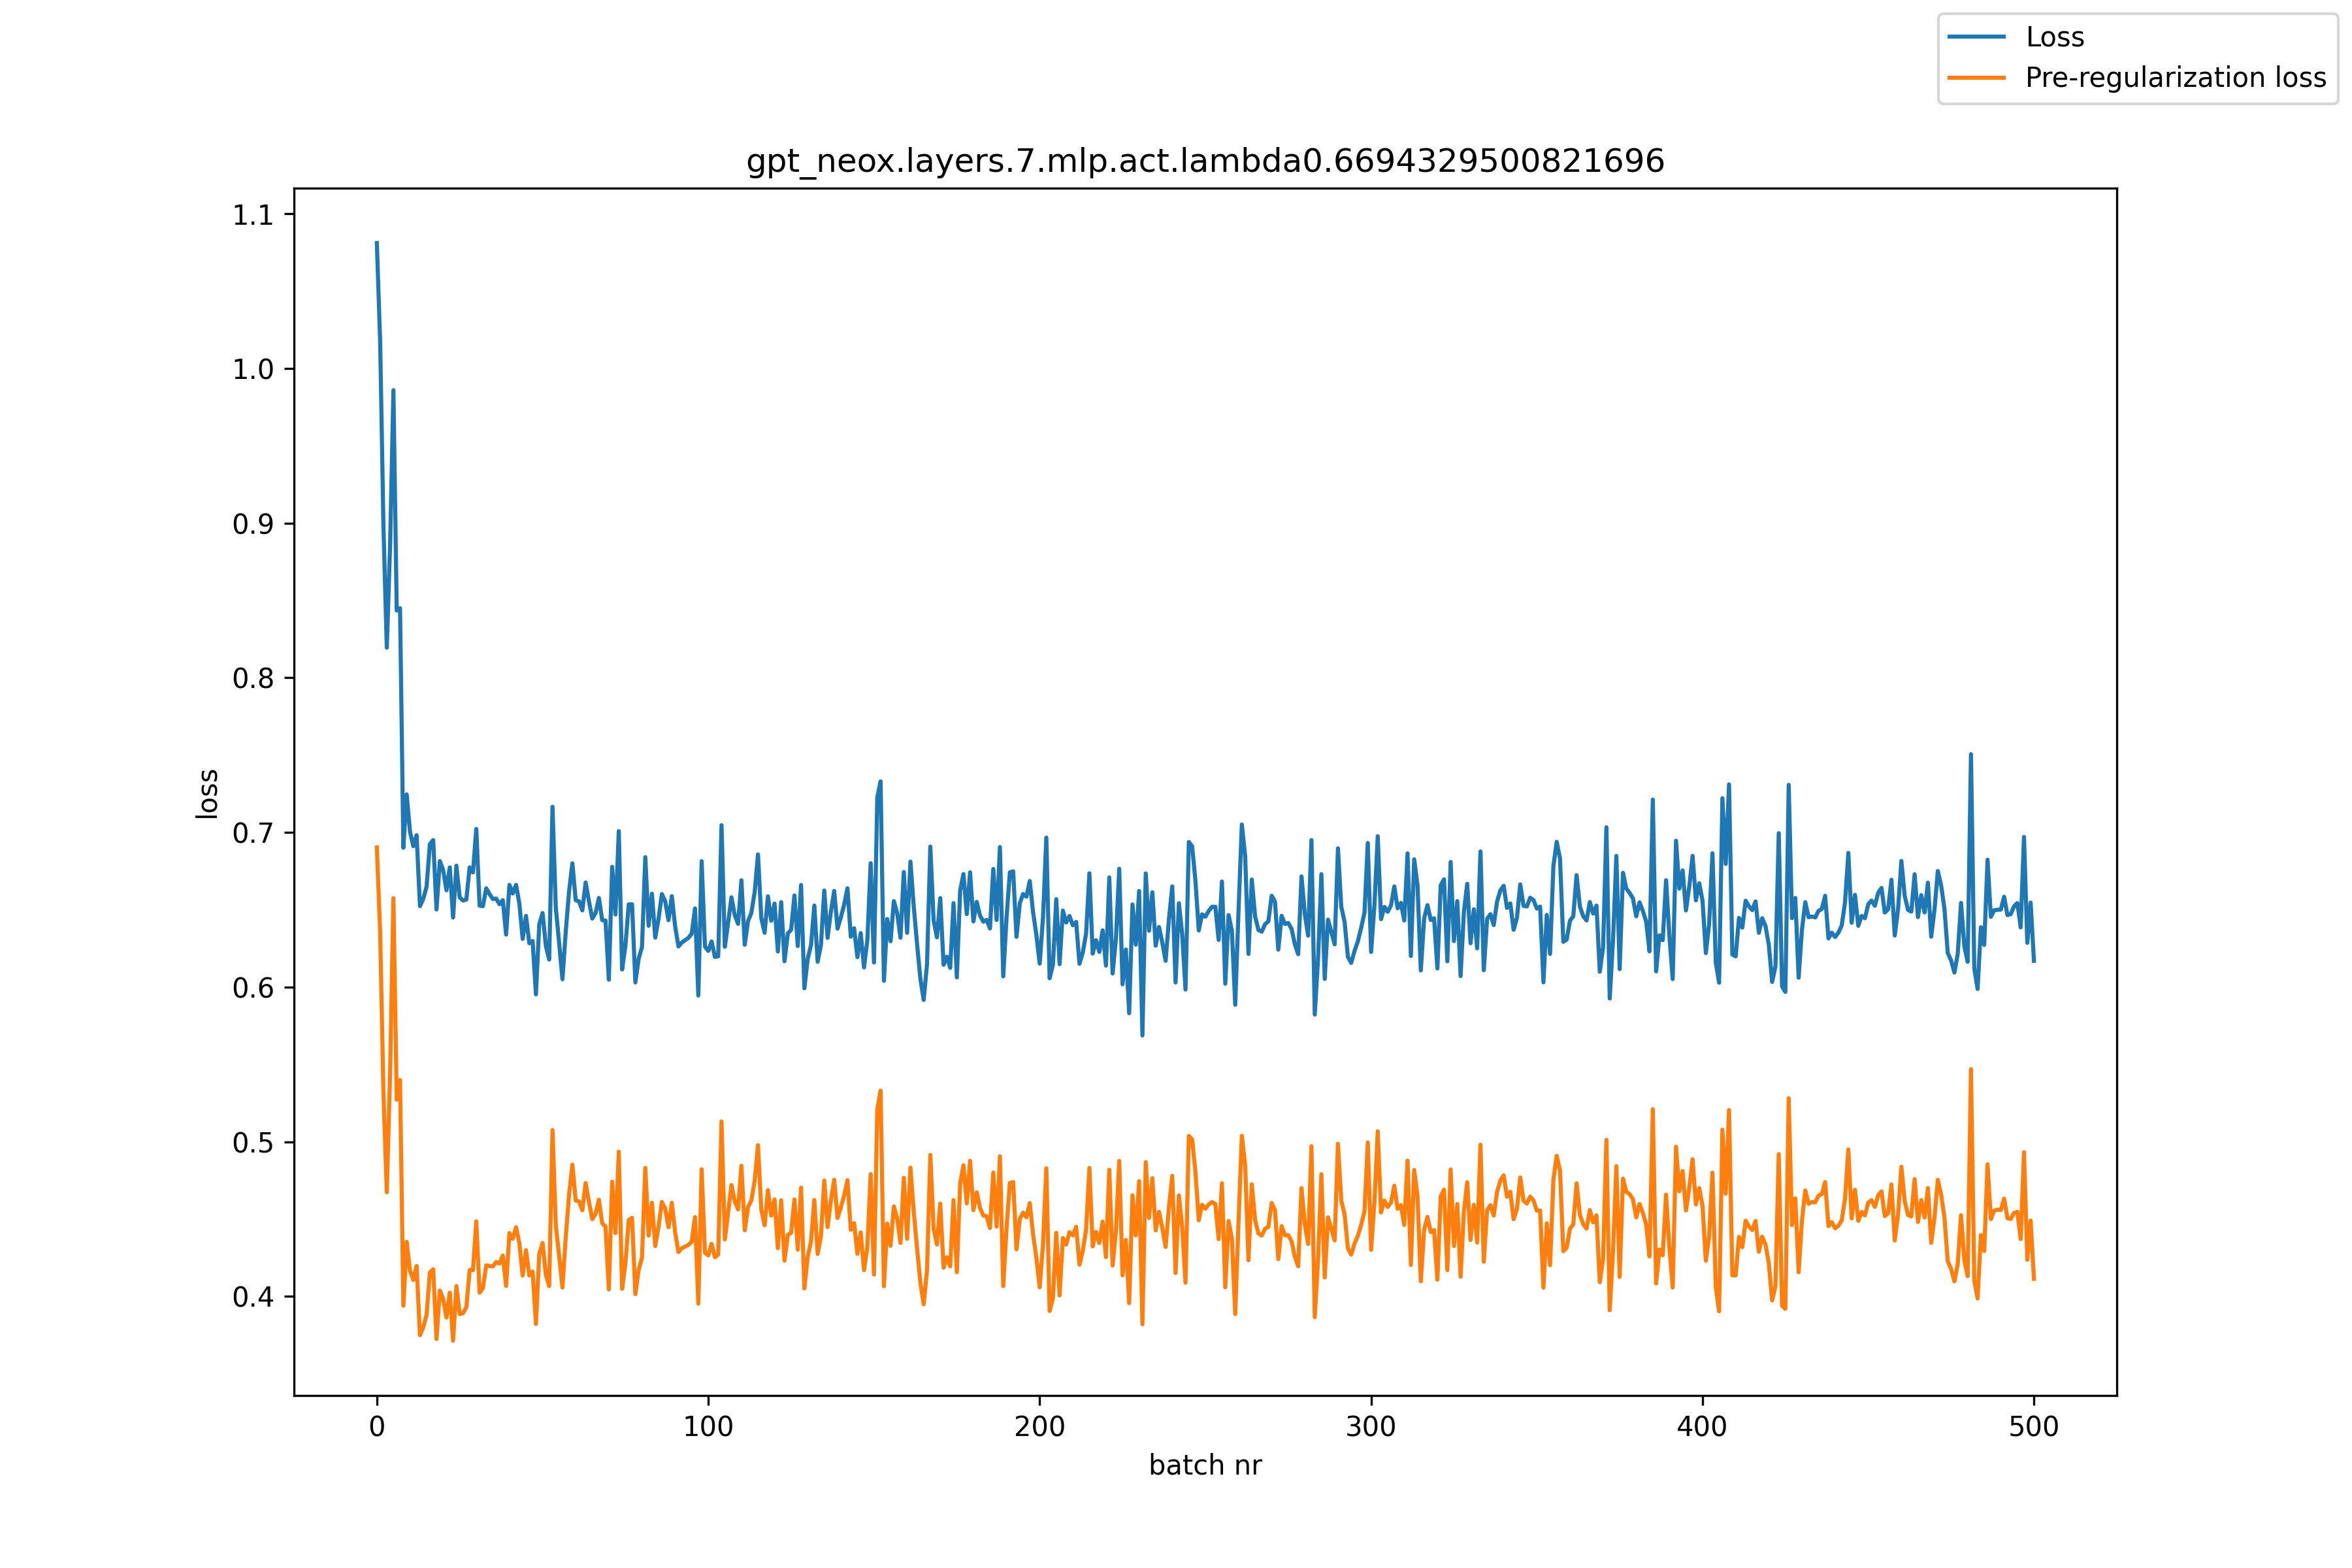 Loss
Pre-regularization loss
gpt_neox.layers.7.mlp.act.lambda0.6694329500821696
1.1
1.0
0.9
0.8
0.7
0.6
0.5
0.4
loss
0 100 200 300 400 500
batch nr